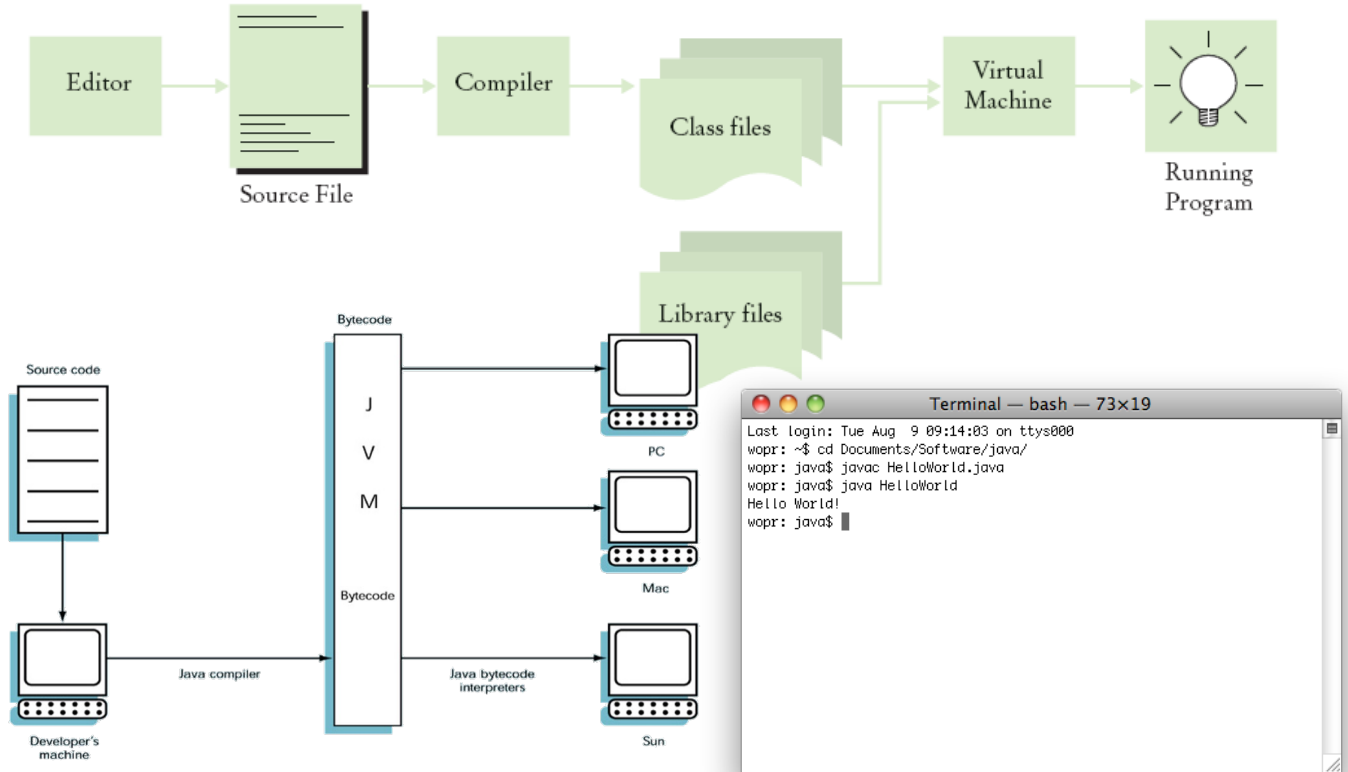 Editor
Source File
Compiler
Class files
Library files
Virtual
Machine
Running
Program
Source code
Developer's
machine
Java compiler
Bytecode
J
V
M
Bytecode
Java bytecode
interpreters
PC
Mac
Sun
Terminal — bash — 73×19
Last login: Tue Aug  9 09:14:03 on ttys000
wopr: ~$ cd Documents/Software/java/
wopr: java$ javac HelloWorld.java
wopr: java$ java HelloWorld
Hello World!
wopr: java$